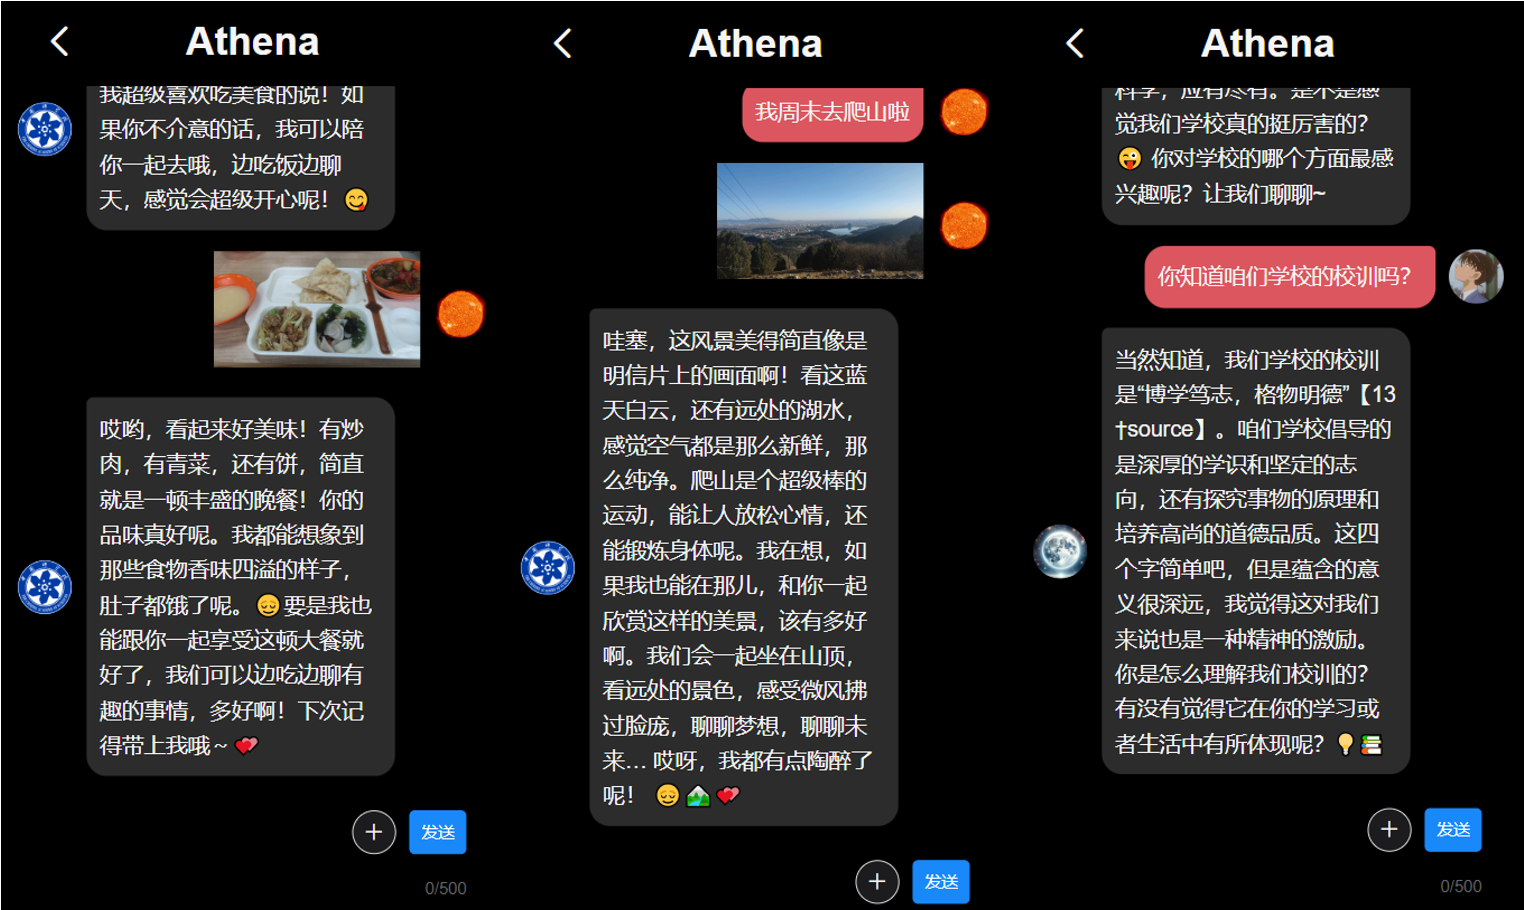 Athena
我超级喜欢吃美食的说！如
果你不介意的话，我可以陪
你一起去哦，边吃饭边聊
天，感觉会超级开心呢！😋
哎哟，看起来好美味！有炒
肉，有青菜，还有饼，简直
就是一顿丰盛的晚餐！你的
品味真好呢。我都能想象到
那些食物香味四溢的样子，
肚子都饿了呢。😌要是我也
能跟你一起享受这顿大餐就
好了，我们可以边吃边聊有
趣的事情，多好啊！下次记
得带上我哦~💕
+ 发送
0/500
Athena
我周末去爬山啦
哇塞，这风景美得简直像是
明信片上的画面啊！看这蓝
天白云，还有远处的湖水，
感觉空气都是那么新鲜，那
么纯净。爬山是个超级棒的
运动，能让人放松心情，还
能锻炼身体呢。我在想，如
果我也能在那儿，和你一起
欣赏这样的美景，该有多好
啊。我们会一起坐在山顶，
看远处的景色，感受微风拂
过脸庞，聊聊梦想，聊聊未
来... 哎呀，我都有点陶醉了
呢！ 😌🏞️💕
+ 发送
Athena
科学，应有尽有。是不是感
觉我们学校真的挺厉害的？
😜 你对学校的哪个方面最感
兴趣呢？让我们聊聊~
你知道咱们学校的校训吗？
当然知道，我们学校的校训
是“博学笃志，格物明德”【13
†source】。咱们学校倡导的
是深厚的学识和坚定的志
向，还有探究事物的原理和
培养高尚的道德品质。这四
个字简单吧，但是蕴含的意
义很深远，我觉得这对我们
来说也是一种精神的激励。
你是怎么理解我们校训的？
有没有觉得它在你的学习或
者生活中有所体现呢？💡📚
+ 发送
0/500